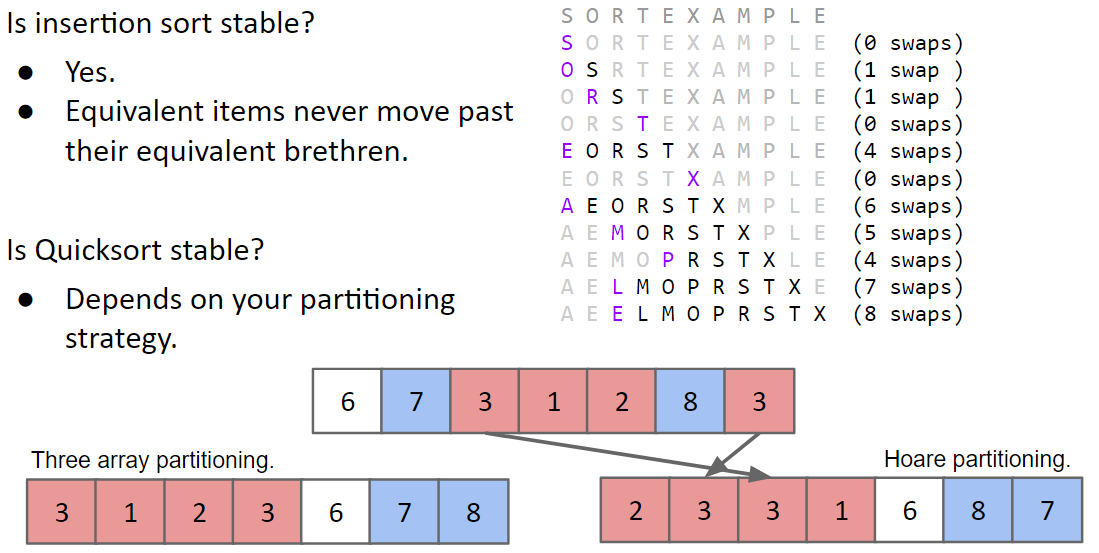 Is insertion sort stable?
● Yes.
● Equivalent items never move past
their equivalent brethren.
Is Quicksort stable?
● Depends on your partitioning
strategy.
S O R T E X A M P L E
S O R T E X A M P L E (0 swaps)
O S R T E X A M P L E (1 swap )
O R S T E X A M P L E (1 swap )
O R S T E X A M P L E (0 swaps)
E O R S T X A M P L E (4 swaps)
E O R S T X A M P L E (0 swaps)
A E O R S T X M P L E (6 swaps)
A E M O R S T X P L E (5 swaps)
A E M O P R S T X L E (4 swaps)
A E L M O P R S T X E (7 swaps)
A E E L M O P R S T X (8 swaps)
6 7 3 1 2 8 3
Three array partitioning.
3 1 2 3 6 7 8
Hoare partitioning.
2 3 3 1 6 8 7